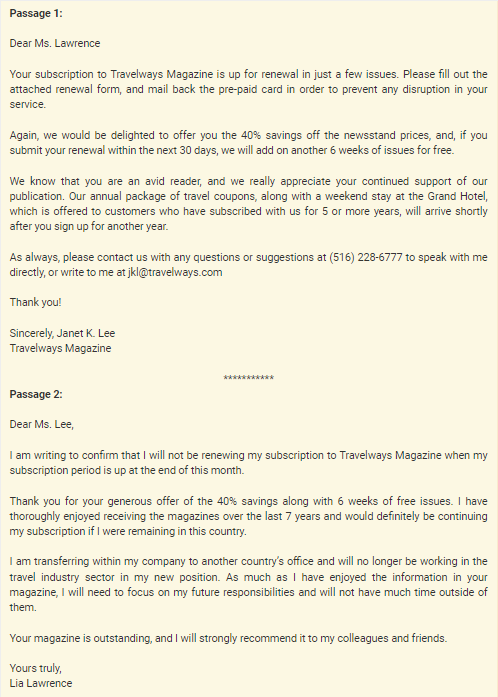 Passage 1:
Dear Ms. Lawrence
Your subscription to Travelways Magazine is up for renewal in just a few issues. Please fill out the
attached renewal form, and mail back the pre-paid card in order to prevent any disruption in your
service.
Again, we would be delighted to offer you the 40% savings off the newsstand prices, and, if you
submit your renewal within the next 30 days, we will add on another 6 weeks of issues for free.
We know that you are an avid reader, and we really appreciate your continued support of our
publication. Our annual package of travel coupons, along with a weekend stay at the Grand Hotel,
which is offered to customers who have subscribed with us for 5 or more years, will arrive shortly
after you sign up for another year.
As always, please contact us with any questions or suggestions at (516) 228-6777 to speak with me
directly, or write to me at jkl@travelways.com
Thank you!
Sincerely, Janet K. Lee
Travelways Magazine
***********
Passage 2:
Dear Ms. Lee,
I am writing to confirm that I will not be renewing my subscription to Travelways Magazine when my
subscription period is up at the end of this month.
Thank you for your generous offer of the 40% savings along with 6 weeks of free issues. I have
thoroughly enjoyed receiving the magazines over the last 7 years and would definitely be continuing
my subscription if I were remaining in this country.
I am transferring within my company to another country's office and will no longer be working in the
travel industry sector in my new position. As much as I have enjoyed the information in your
magazine, I will need to focus on my future responsibilities and will not have much time outside of
them.
Your magazine is outstanding, and I will strongly recommend it to my colleagues and friends.
Yours truly,
Lia Lawrence